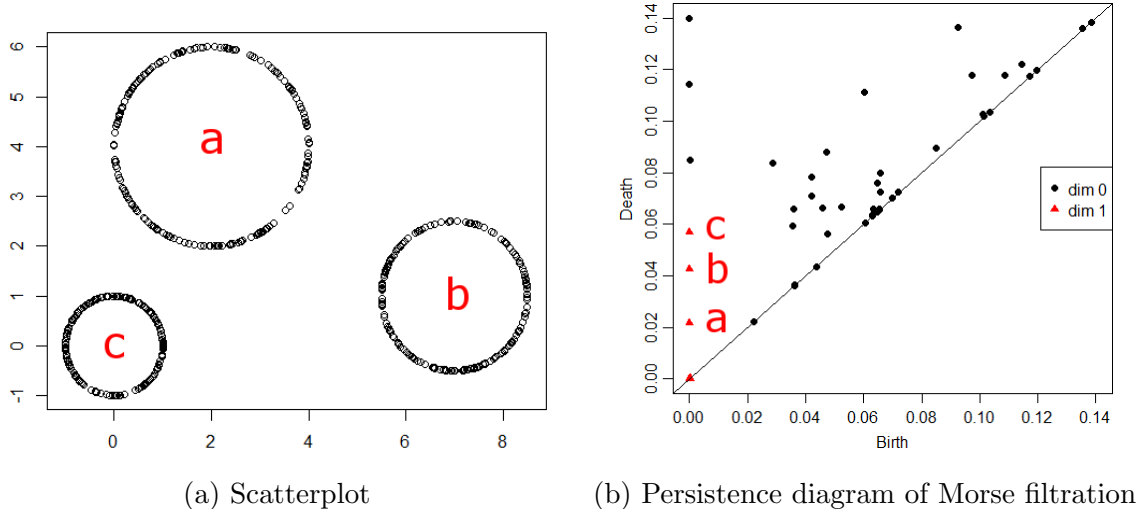 6
5
4
3
2
1
0
-1
0 2 4 6 8
a
b
c
(a) Scatterplot
0.14
0.12
0.10
0.08
0.06
0.04
0.02
0.00
Death
0.00 0.02 0.04 0.06 0.08 0.10 0.12 0.14
Birth
c
b
a
dim 0
dim 1
(b) Persistence diagram of Morse filtration